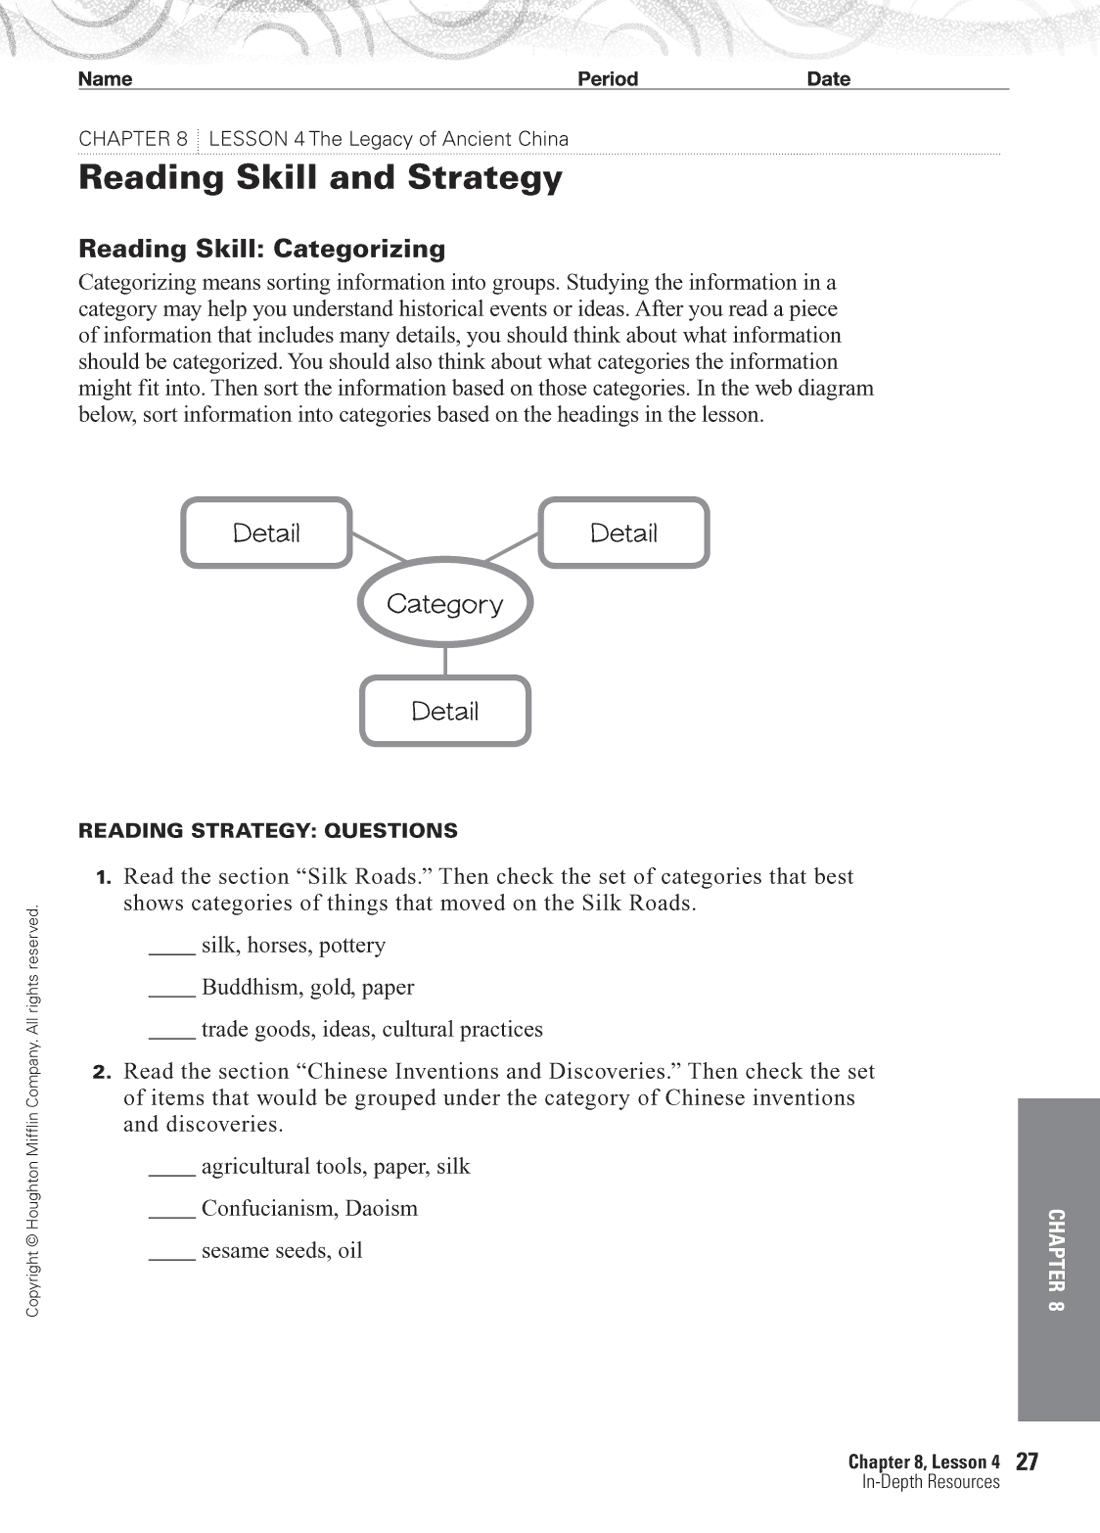 Name Period Date
CHAPTER 8 LESSON 4 The Legacy of Ancient China
Reading Skill and Strategy
Reading Skill: Categorizing
Categorizing means sorting information into groups. Studying the information in a
category may help you understand historical events or ideas. After you read a piece
of information that includes many details, you should think about what information
should be categorized. You should also think about what categories the information
might fit into. Then sort the information based on those categories. In the web diagram
below, sort information into categories based on the headings in the lesson.
Detail
Detail
Category
Detail
READING STRATEGY: QUESTIONS
1. Read the section “Silk Roads.” Then check the set of categories that best
shows categories of things that moved on the Silk Roads.
____ silk, horses, pottery
____ Buddhism, gold, paper
____ trade goods, ideas, cultural practices
2. Read the section “Chinese Inventions and Discoveries.” Then check the set
of items that would be grouped under the category of Chinese inventions
and discoveries.
____ agricultural tools, paper, silk
____ Confucianism, Daoism
____ sesame seeds, oil
Copyright © Houghton Mifflin Company. All rights reserved.
CHAPTER 8
Chapter 8, Lesson 4 27
In-Depth Resources